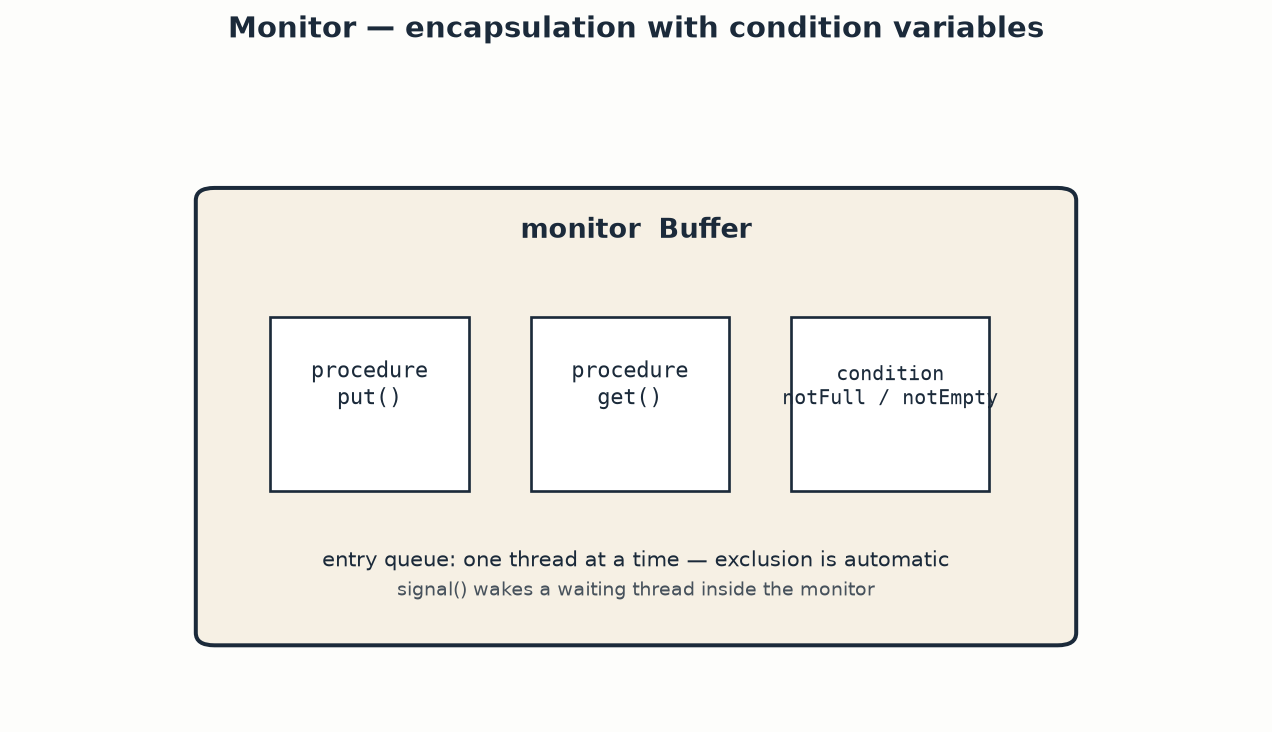 Monitor — encapsulation with condition variables
monitor  Buffer
procedure
put()
procedure
get()
condition
notFull / notEmpty
entry queue: one thread at a time — exclusion is automatic
signal() wakes a waiting thread inside the monitor